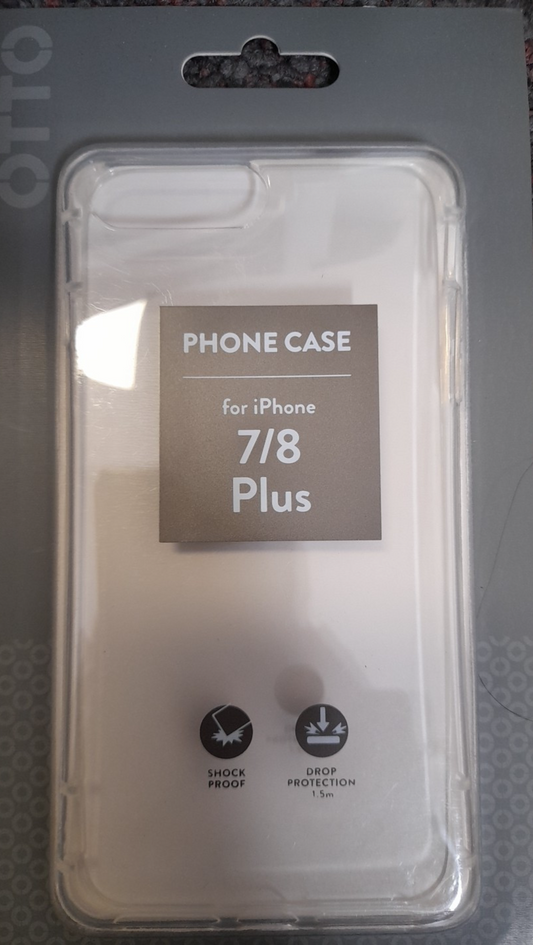 OTTO
PHONE CASE
for iPhone
7/8
Plus
SHOCK
PROOF
DROP
PROTECTION
1.5m